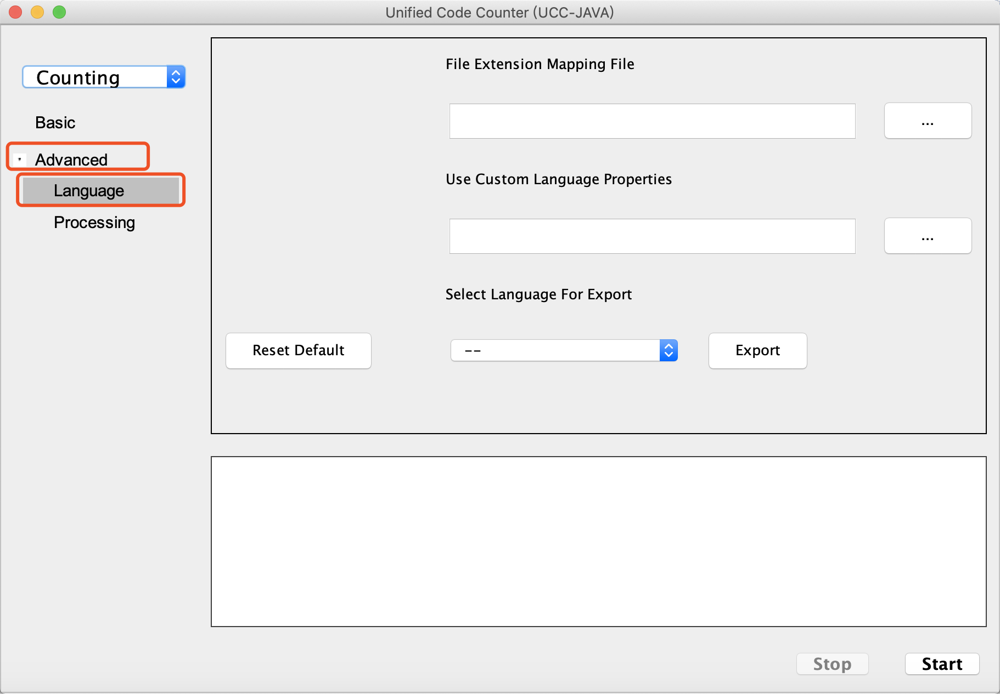 Unified Code Counter (UCC-JAVA)
Counting
Basic
Advanced
Language
Processing
File Extension Mapping File
...
Use Custom Language Properties
...
Select Language For Export
Reset Default
--
Export
Stop
Start